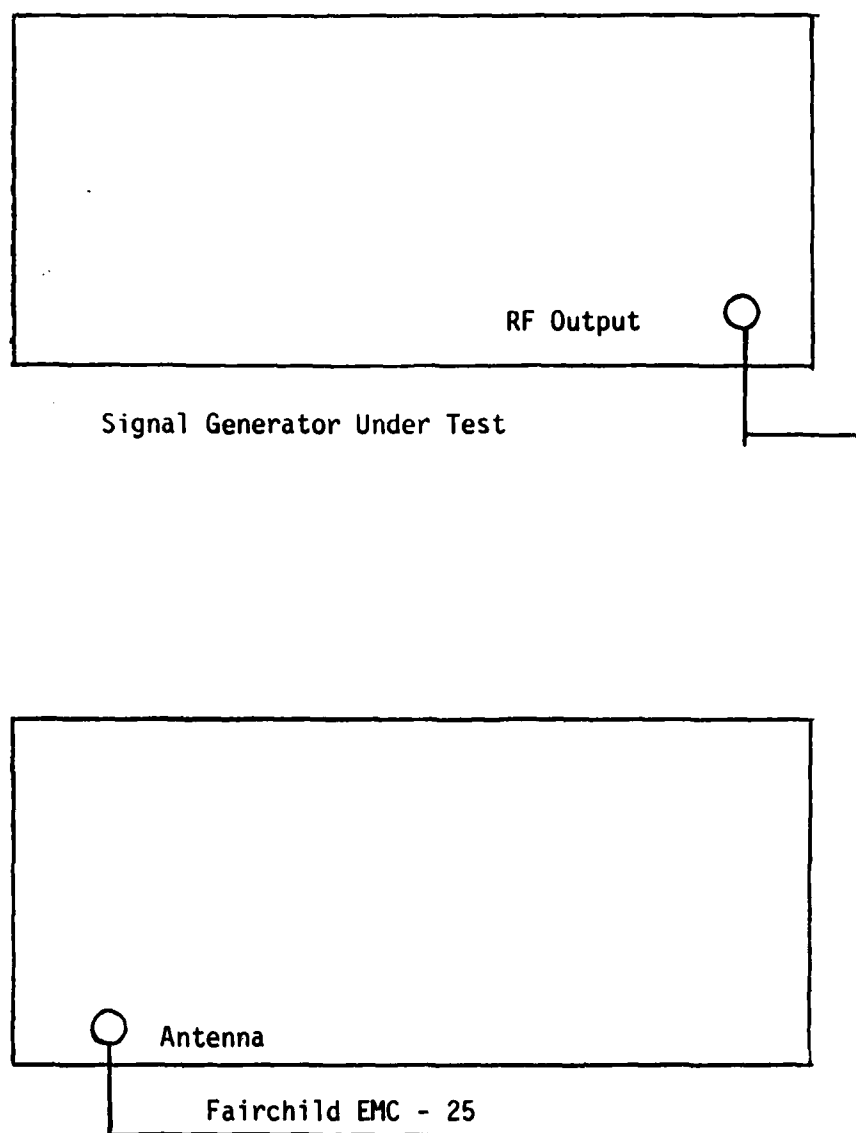 RF Output
Signal Generator Under Test
Antenna
Fairchild EMC - 25